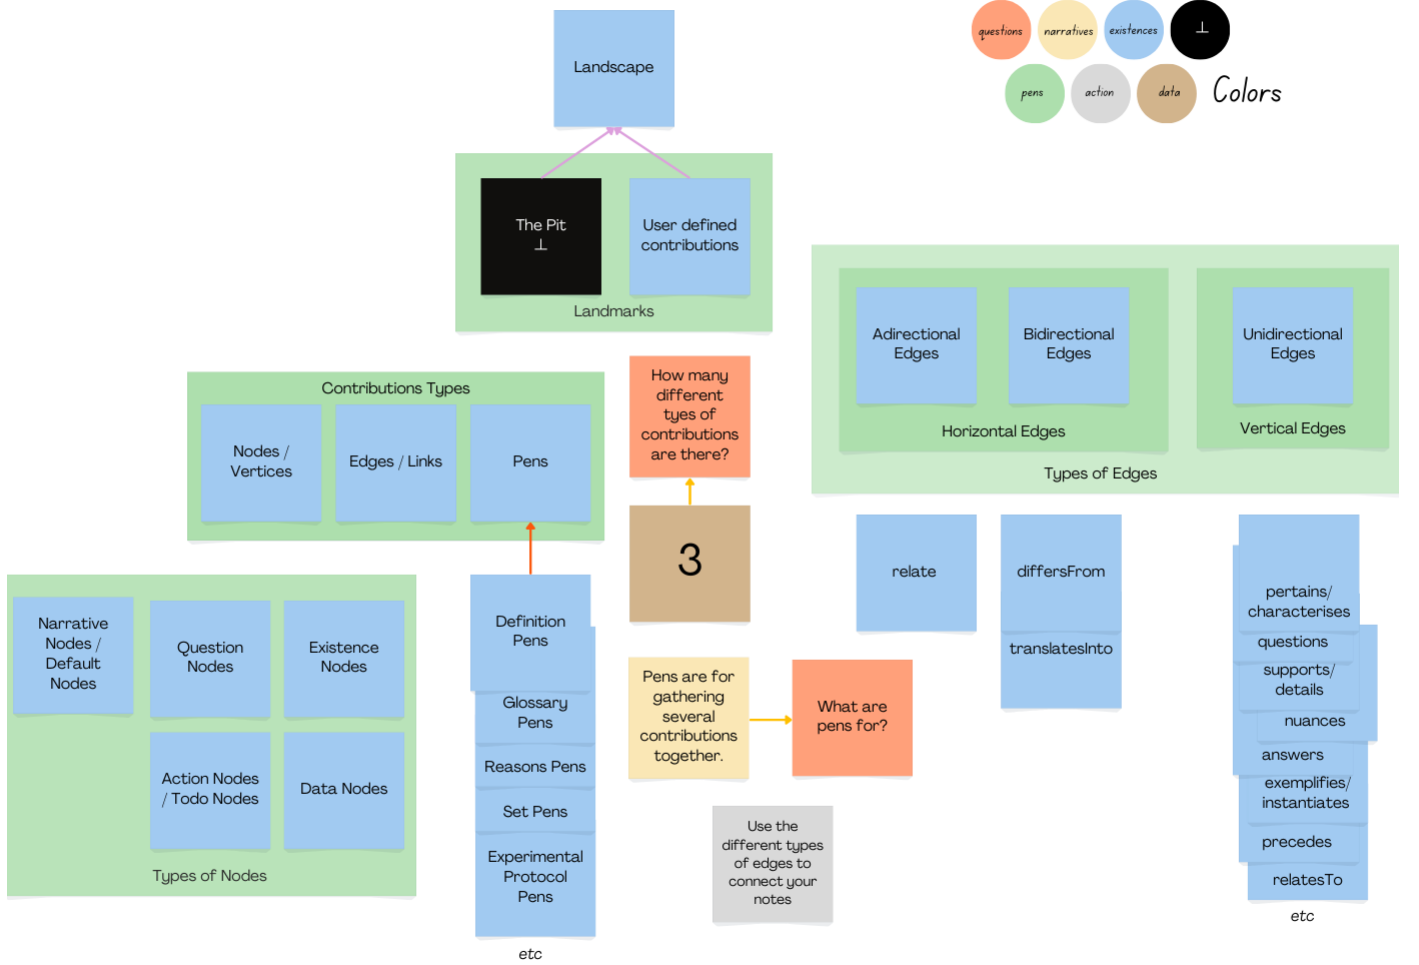 Landscape
questions
narratives
existences
⊥
pens
action
data
Colors
The Pit
⊥
User defined
contributions
Landmarks
Contributions Types
Nodes /
Vertices
Edges / Links
Pens
How many
different
tyes of
contributions
are there?
3
Adirectional
Edges
Bidirectional
Edges
Horizontal Edges
Unidirectional
Edges
Vertical Edges
Types of Edges
Narrative
Nodes /
Default
Nodes
Question
Nodes
Existence
Nodes
Action Nodes
/ Todo Nodes
Data Nodes
Types of Nodes
Definition
Pens
Glossary
Pens
Reasons Pens
Set Pens
Experimental
Protocol
Pens
etc
Pens are for
gathering
several
contributions
together.
What are
pens for?
Use the
different types
of edges to
connect your
notes
relate
differsFrom
translatesInto
pertains/
characterises
questions
supports/
details
nuances
answers
exemplifies/
instantiates
precedes
relatesTo
etc